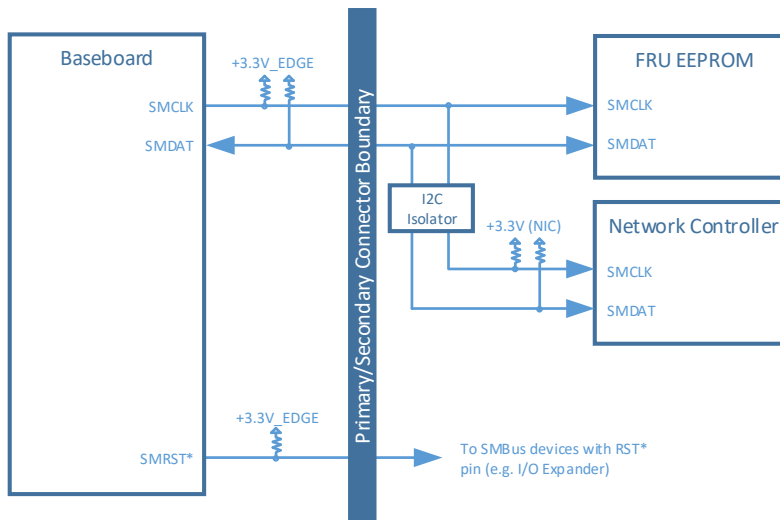 Baseboard
+3.3V_EDGE
SMCLK
SMDAT
Primary/Secondary Connector Boundary
FRU EEPROM
SMCLK
SMDAT
I2C
Isolator
+3.3V (NIC)
Network Controller
SMCLK
SMDAT
+3.3V_EDGE
SMRST*
To SMBus devices with RST*
pin (e.g. I/O Expander)